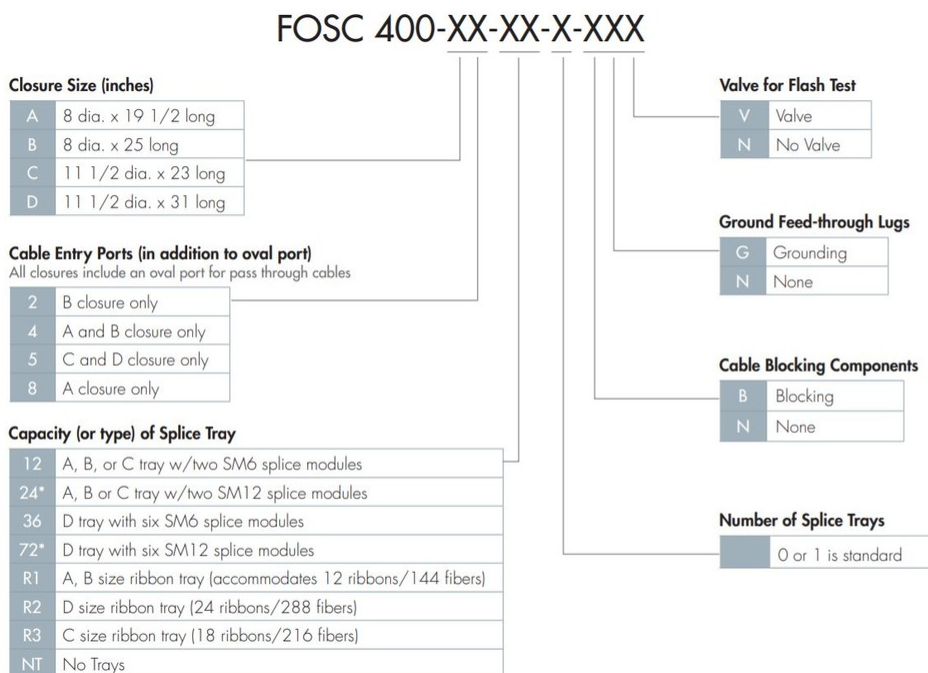 FOSC 400-XX-XX-X-XXX
Closure Size (inches)
A 8 dia. x 19 1/2 long
B 8 dia. x 25 long
C 11 1/2 dia. x 23 long
D 11 1/2 dia. x 31 long
Cable Entry Ports (in addition to oval port)
All closures include an oval port for pass through cables
2 B closure only
4 A and B closure only
5 C and D closure only
8 A closure only
Capacity (or type) of Splice Tray
12 A, B, or C tray w/two SM6 splice modules
24* A, B or C tray w/two SM12 splice modules
36 D tray with six SM6 splice modules
72* D tray with six SM12 splice modules
R1 A, B size ribbon tray (accommodates 12 ribbons/144 fibers)
R2 D size ribbon tray (24 ribbons/288 fibers)
R3 C size ribbon tray (18 ribbons/216 fibers)
NT No Trays
Valve for Flash Test
V Valve
N No Valve
Ground Feed-through Lugs
G Grounding
N None
Cable Blocking Components
B Blocking
N None
Number of Splice Trays
0 or 1 is standard